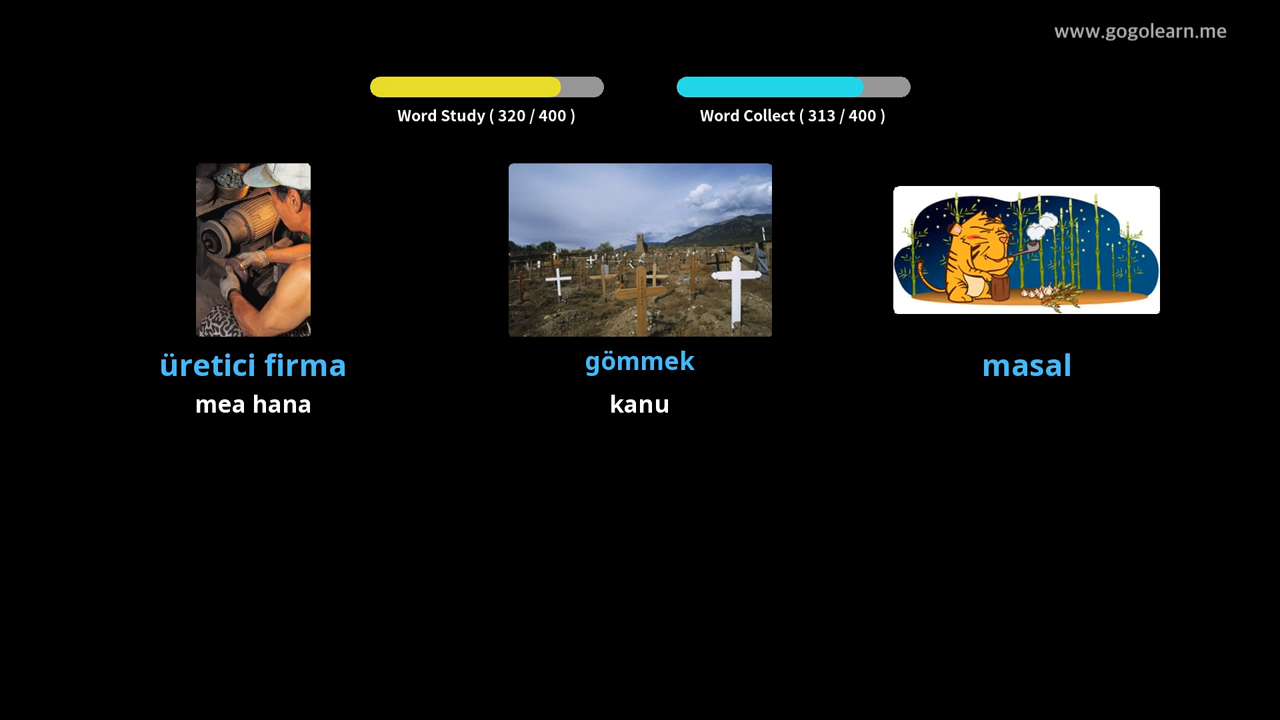 www.gogolearn.me
Word Study ( 320 / 400 )
Word Collect ( 313 / 400 )
üretici firma
mea hana
gömmek
kanu
masal